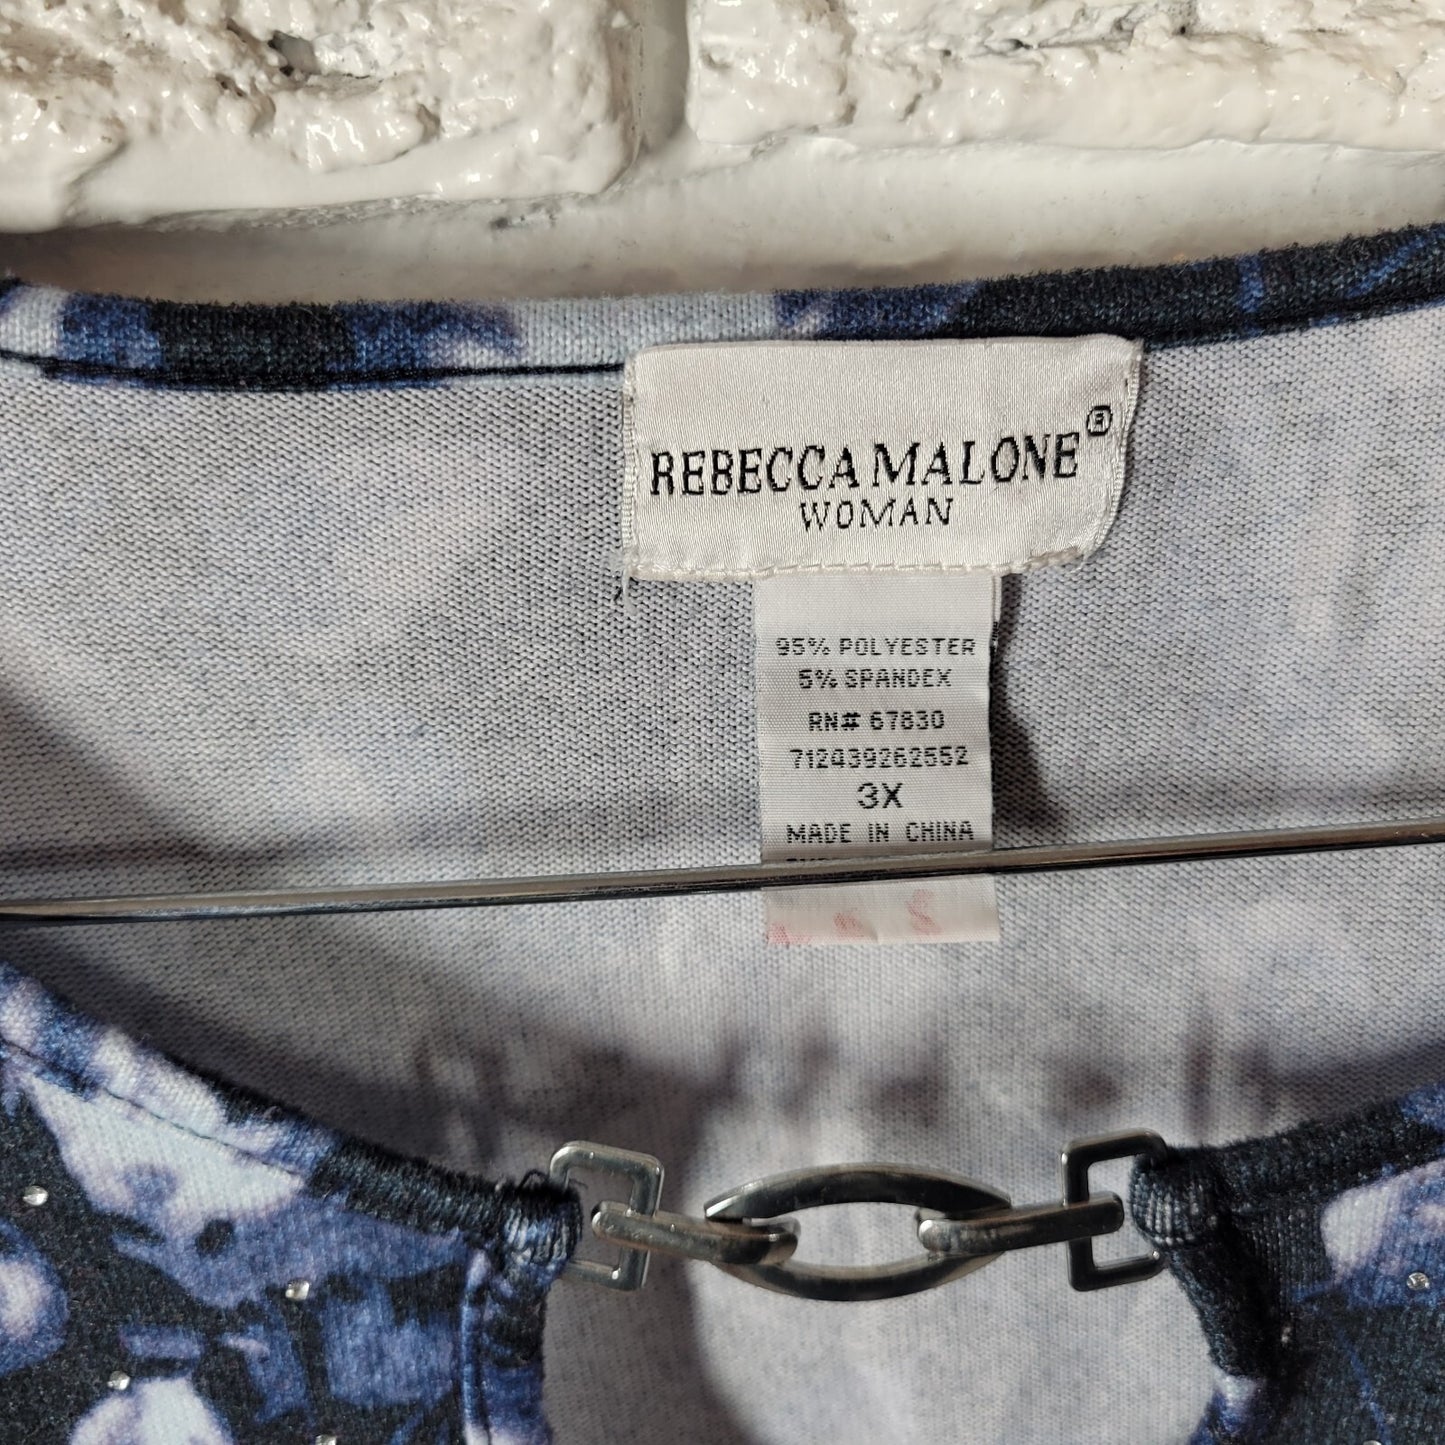 REBECCA MALONE®
WOMAN
95% POLYESTER
5% SPANDEX
RN# 67830
712439262552
3X
MADE IN CHINA